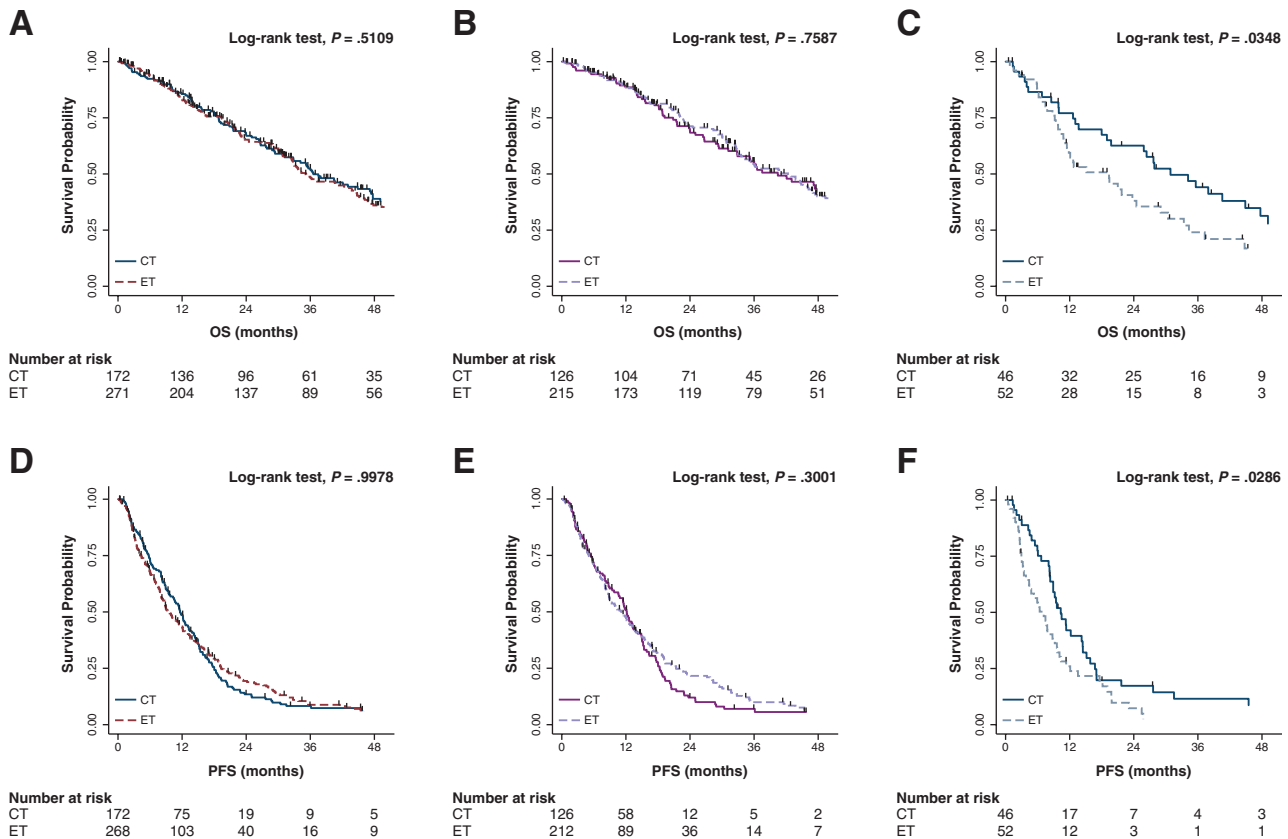 A
Log-rank test, P = .5109
Survival Probability
1.00
0.75
0.50
0.25
0.00
CT
ET
0 12 24 36 48
OS (months)
Number at risk
CT 172 136 96 61 35
ET 271 204 137 89 56
B
Log-rank test, P = .7587
Survival Probability
1.00
0.75
0.50
0.25
0.00
CT
ET
0 12 24 36 48
OS (months)
Number at risk
CT 126 104 71 45 26
ET 215 173 119 79 51
C
Log-rank test, P = .0348
Survival Probability
1.00
0.75
0.50
0.25
0.00
CT
ET
0 12 24 36 48
OS (months)
Number at risk
CT 46 32 25 16 9
ET 52 28 15 8 3
D
Log-rank test, P = .9978
Survival Probability
1.00
0.75
0.50
0.25
0.00
CT
ET
0 12 24 36 48
PFS (months)
Number at risk
CT 172 75 19 9 5
ET 268 103 40 16 9
E
Log-rank test, P = .3001
Survival Probability
1.00
0.75
0.50
0.25
0.00
CT
ET
0 12 24 36 48
PFS (months)
Number at risk
CT 126 58 12 5 2
ET 212 89 36 14 7
F
Log-rank test, P = .0286
Survival Probability
1.00
0.75
0.50
0.25
0.00
CT
ET
0 12 24 36 48
PFS (months)
Number at risk
CT 46 17 7 4 3
ET 52 12 3 1 1